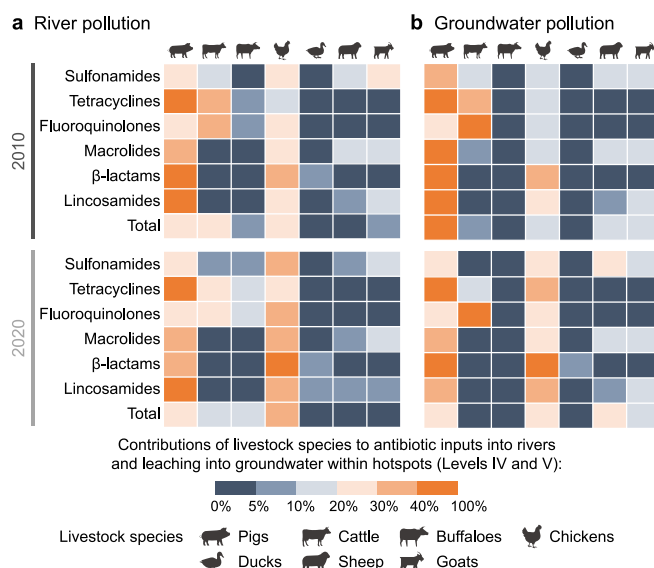 a River pollution
b Groundwater pollution
2010
Sulfonamides
Tetracyclines
Fluoroquinolones
Macrolides
β-lactams
Lincosamides
Total
2020
Sulfonamides
Tetracyclines
Fluoroquinolones
Macrolides
β-lactams
Lincosamides
Total
Contributions of livestock species to antibiotic inputs into rivers
and leaching into groundwater within hotspots (Levels IV and V):
0% 5% 10% 20% 30% 40% 100%
Livestock species Pigs Cattle Buffaloes Chickens
Ducks Sheep Goats